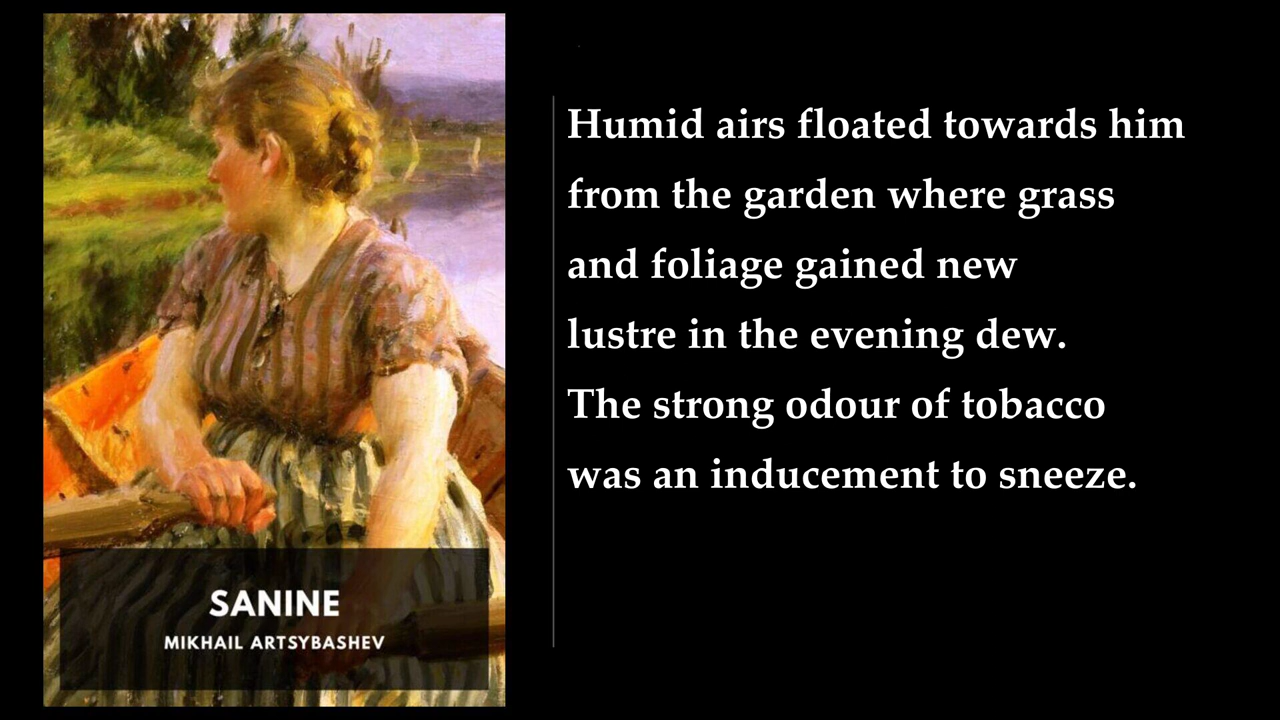 SANINE
MIKHAIL ARTSYBASHEV
Humid airs floated towards him
from the garden where grass
and foliage gained new
lustre in the evening dew.
The strong odour of tobacco
was an inducement to sneeze.